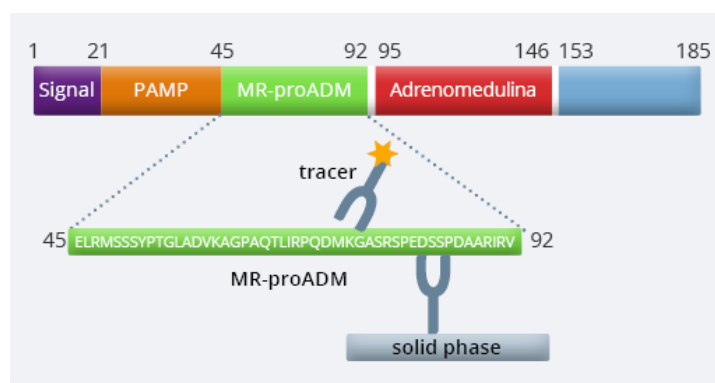 1 21 45 92 95 146 153 185
Signal PAMP MR-proADM Adrenomedulina
tracer
45 ELRMSSSYPTGLADVKAGPAQTLIRPQDMKGASRSPEDSSPDAARIRV 92
MR-proADM
solid phase